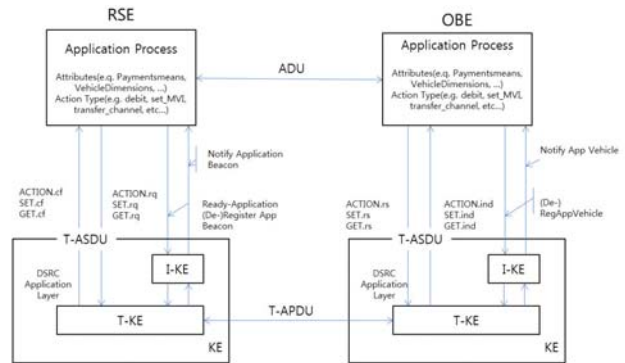 RSE
Application Process
Attributes(e.q. Paymentsmeans,
VehicleDimensions, ...)
Action Type(e.g. debit, set_MVI,
transfer_channel, etc...)
ADU
OBE
Application Process
Attributes(e.q. Paymentsmeans,
VehicleDimensions, ...)
Action Type(e.g. debit, set_MVI,
transfer_channel, etc...)
Notify Application
Beacon
ACTION.cf
SET.cf
GET.cf
ACTION.rq
SET.rq
GET.rq
Ready-Application
(De-)Register App
Beacon
Notify App Vehicle
ACTION.rs
SET.rs
GET.rs
ACTION.ind
SET.ind
GET.ind
(De-)
RegAppVehicle
T-ASDU
I-KE
DSRC
Application
Layer
T-KE
KE
T-APDU
T-ASDU
I-KE
DSRC
Application
Layer
T-KE
KE